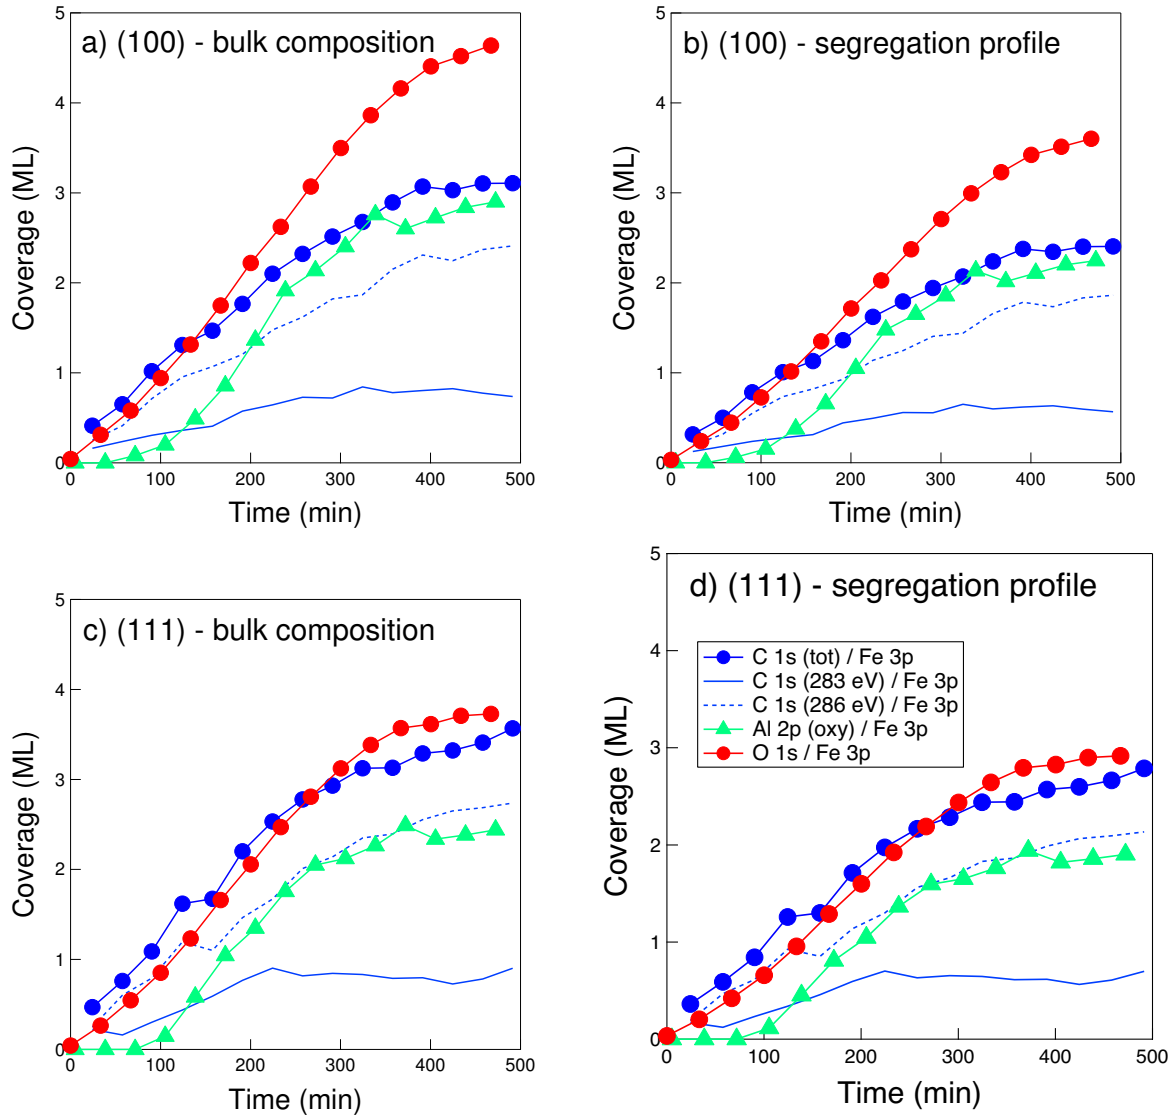 a) (100) - bulk composition
Coverage (ML)
5
4
3
2
1
0
0
100
200
300
400
500
Time (min)
b) (100) - segregation profile
Coverage (ML)
5
4
3
2
1
0
0
100
200
300
400
500
Time (min)
c) (111) - bulk composition
Coverage (ML)
5
4
3
2
1
0
0
100
200
300
400
500
Time (min)
d) (111) - segregation profile
C 1s (tot) / Fe 3p
C 1s (283 eV) / Fe 3p
C 1s (286 eV) / Fe 3p
Al 2p (oxy) / Fe 3p
O 1s / Fe 3p
Coverage (ML)
5
4
3
2
1
0
0
100
200
300
400
500
Time (min)